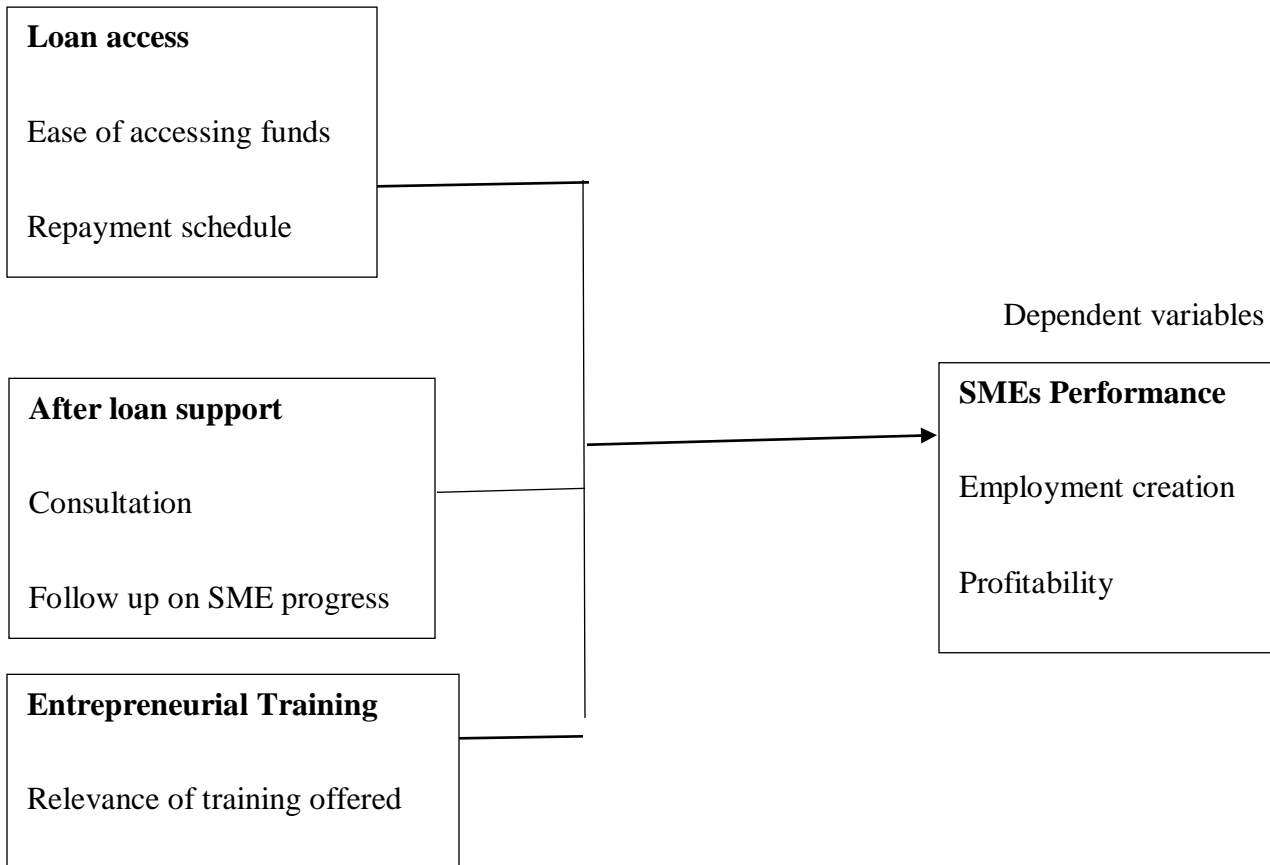 Loan access
Ease of accessing funds
Repayment schedule
After loan support
Consultation
Follow up on SME progress
Entrepreneurial Training
Relevance of training offered
Dependent variables
SMEs Performance
Employment creation
Profitability